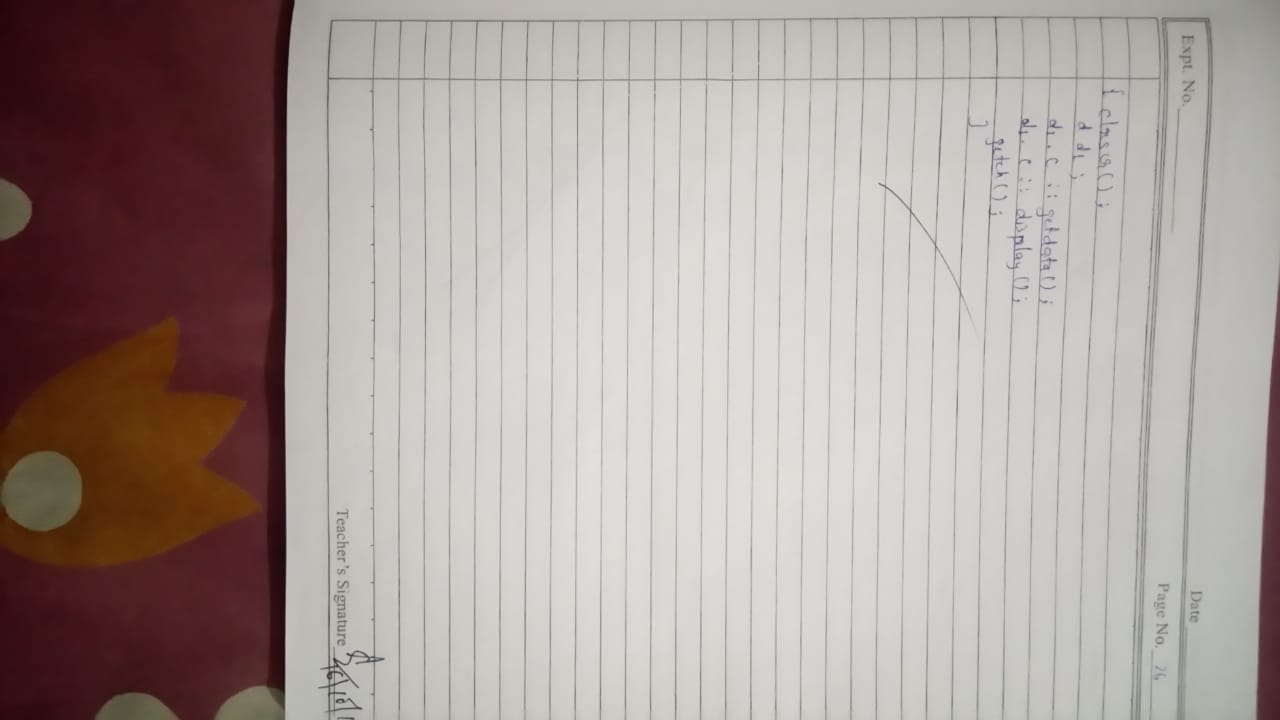 Expt. No.
Date
Page No. 26
{ clrscr();
d d1;
d1. c :: getdata();
d1. c :: display();
getch();
}
Teacher's Signature